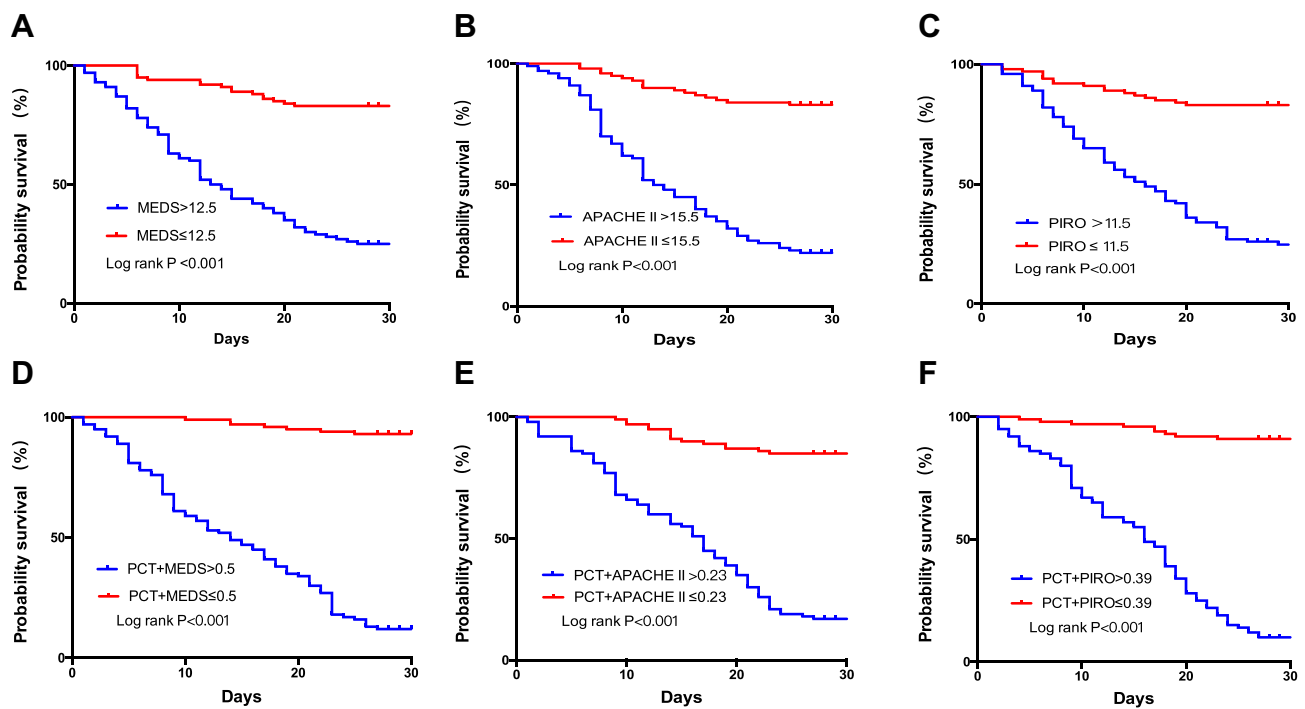 A
Probability survival (%)
100
50
0
MEDS>12.5
MEDS≤12.5
Log rank P <0.001
0 10 20 30
Days
B
Probability survival (%)
100
50
0
APACHE II >15.5
APACHE II ≤15.5
Log rank P<0.001
0 10 20 30
Days
C
Probability survival (%)
100
50
0
PIRO >11.5
PIRO ≤ 11.5
Log rank P<0.001
0 10 20 30
Days
D
Probability survival (%)
100
50
0
PCT+MEDS>0.5
PCT+MEDS≤0.5
Log rank P<0.001
0 10 20 30
Days
E
Probability survival (%)
100
50
0
PCT+APACHE II >0.23
PCT+APACHE II ≤0.23
Log rank P<0.001
0 10 20 30
Days
F
Probability survival (%)
100
50
0
PCT+PIRO>0.39
PCT+PIRO≤0.39
Log rank P<0.001
0 10 20 30
Days